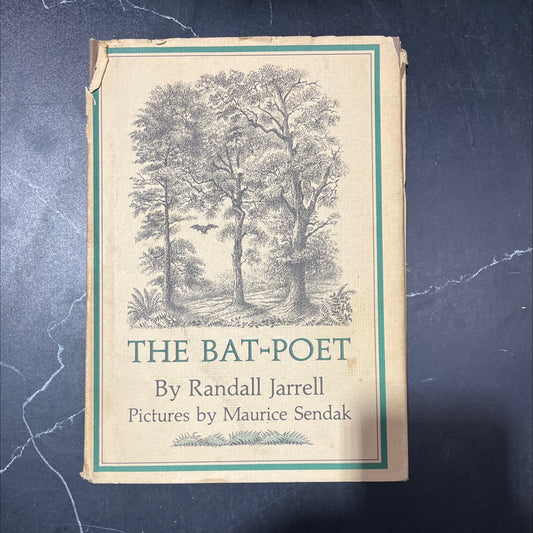 THE BAT-POET
By Randall Jarrell
Pictures by Maurice Sendak